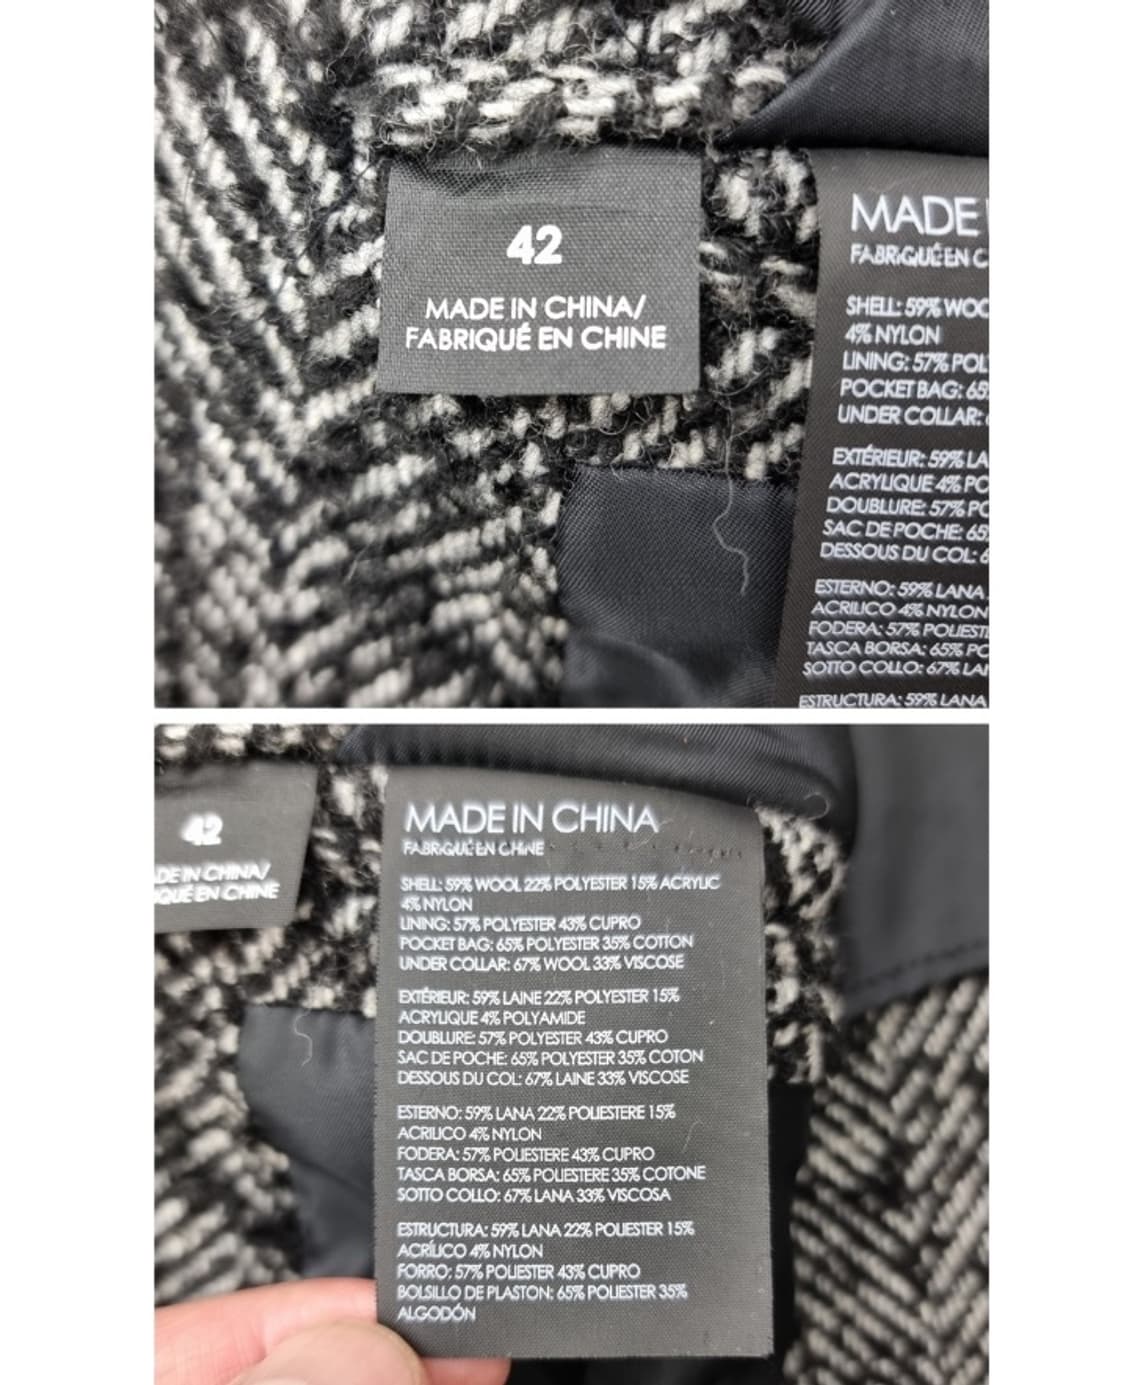 42
MADE IN CHINA/
FABRIQUÉ EN CHINE
MADE
FABRIQUÉ EN C
SHELL: 59% WOO
4% NYLON
LINING: 57% POL
POCKET BAG: 65
UNDER COLLAR:
EXTÉRIEUR: 59% LA
ACRYLIQUE 4% PO
DOUBLURE: 57% PO
SAC DE POCHE: 65
DESSOUS DU COL: 6
ESTERNO: 59% LANA
ACRILICO 4% NYLON
FODERA: 57% POLIEST
TASCA BORSA: 65% PO
SOTTO COLLO: 67% LA
ESTRUCTURA: 59% LANA
42
DE IN CHINA/
QUÉ EN CHINE
MADE IN CHINA
FABRIQUÉ EN CHINE
SHELL: 59% WOOL 22% POLYESTER 15% ACRYLIC
4% NYLON
LINING: 57% POLYESTER 43% CUPRO
POCKET BAG: 65% POLYESTER 35% COTTON
UNDER COLLAR: 67% WOOL 33% VISCOSE
EXTÉRIEUR: 59% LAINE 22% POLYESTER 15%
ACRYLIQUE 4% POLYAMIDE
DOUBLURE: 57% POLYESTER 43% CUPRO
SAC DE POCHE: 65% POLYESTER 35% COTON
DESSOUS DU COL: 67% LAINE 33% VISCOSE
ESTERNO: 59% LANA 22% POLIESTERE 15%
ACRILICO 4% NYLON
FODERA: 57% POLIESTERE 43% CUPRO
TASCA BORSA: 65% POLIESTERE 35% COTONE
SOTTO COLLO: 67% LANA 33% VISCOSA
ESTRUCTURA: 59% LANA 22% POLIESTER 15%
ACRÍLICO 4% NYLON
FORRO: 57% POLIESTER 43% CUPRO
BOLSILLO DE PLASTON: 65% POLIESTER 35%
ALGODÓN